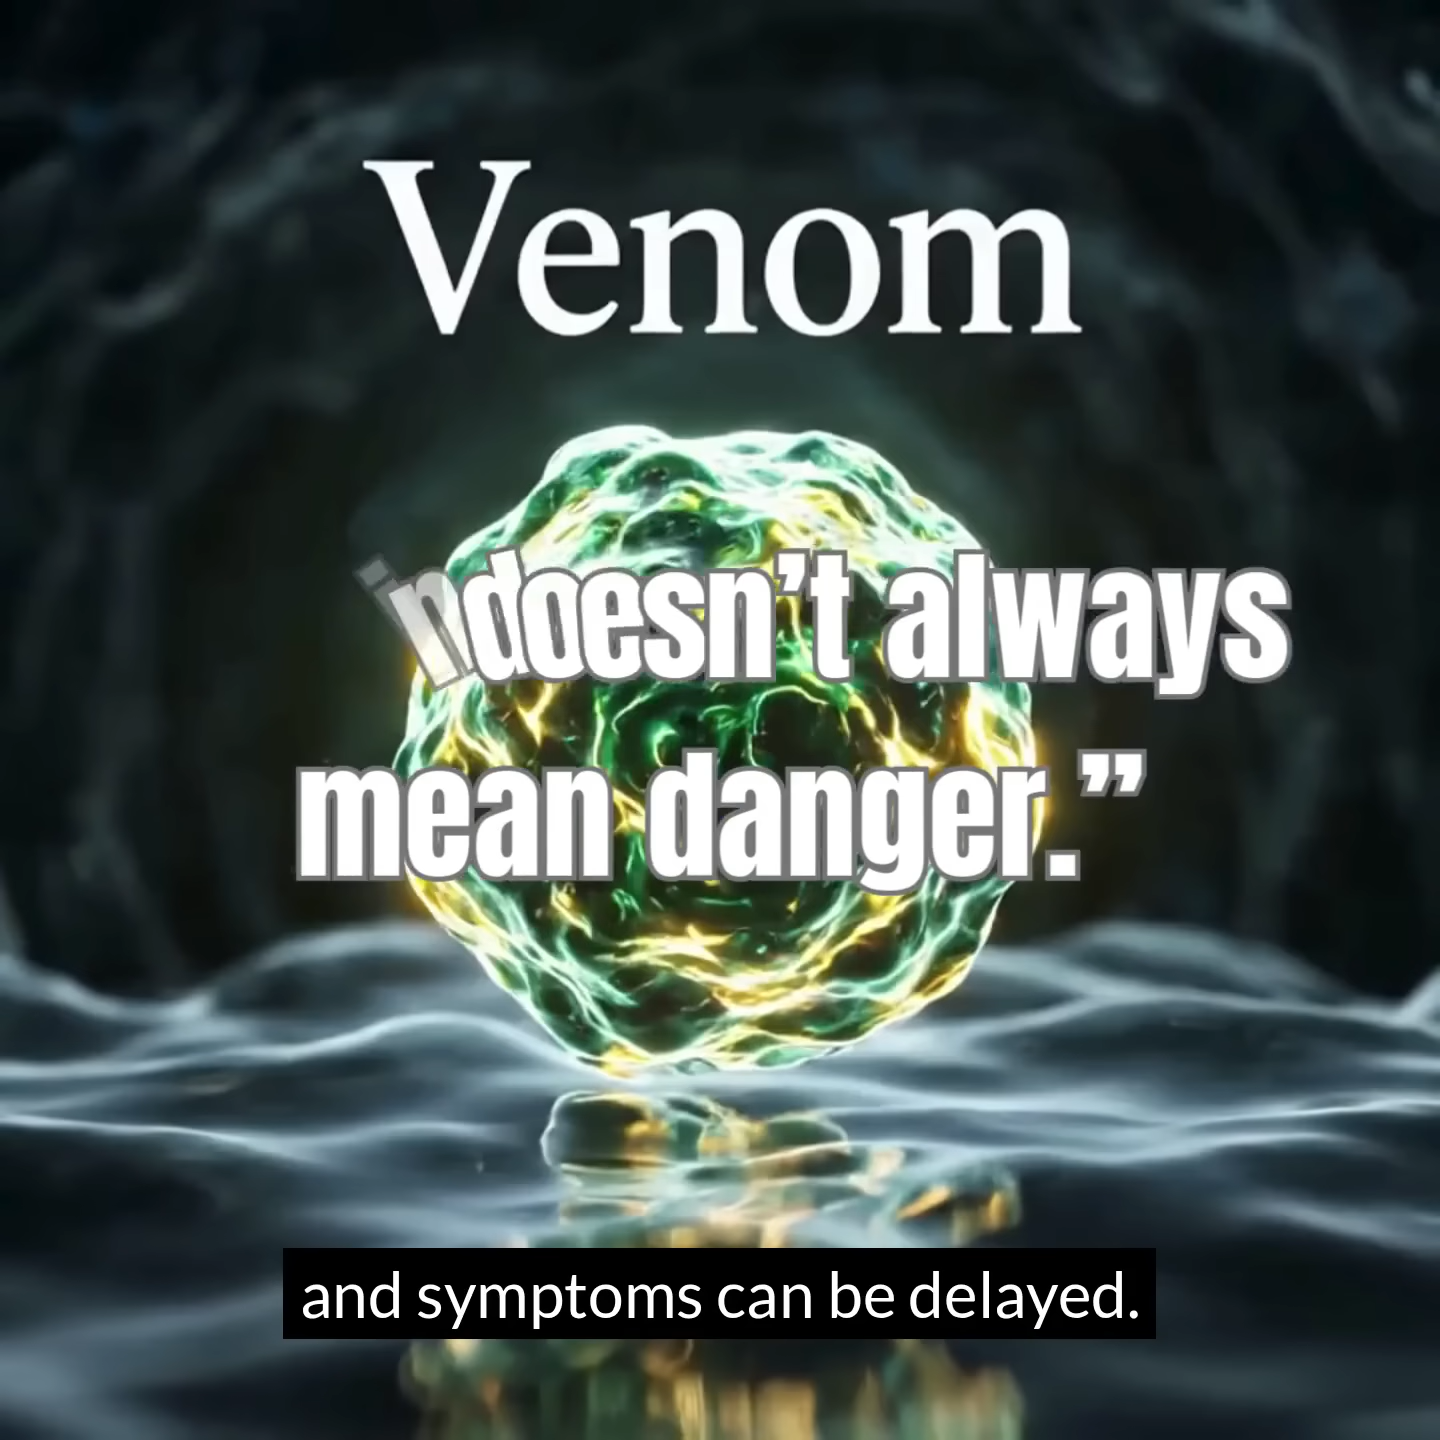 Venom
doesn’t always
mean danger.”
and symptoms can be delayed.